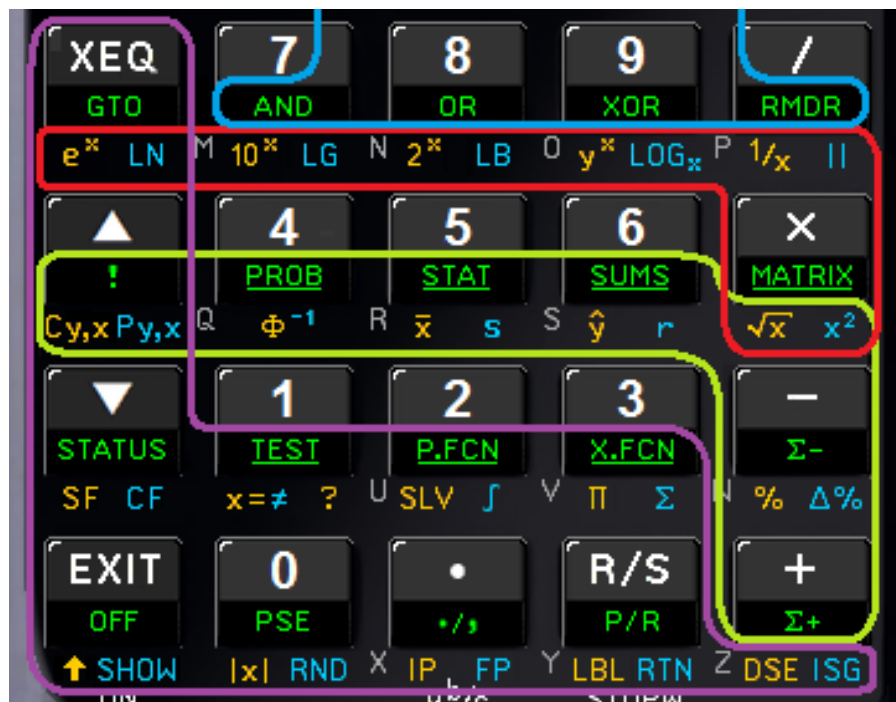 XEQ 7 8 9 /
GTO AND OR XOR RMDR
eˣ LN M 10ˣ LG N 2ˣ LB O yˣ LOGₓ P 1/x ||
▲ 4 5 6 ×
! PROB STAT SUMS MATRIX
Cy,x Py,x Q Φ⁻¹ R x̄ s S ŷ r √x x²
▼ 1 2 3 −
STATUS TEST P.FCN X.FCN Σ−
SF CF x=≠ ? U SLV ∫ V Π Σ % Δ%
EXIT 0 • R/S +
OFF PSE ./, P/R Σ+
↑ SHOW |x| RND X IP FP Y LBL RTN Z DSE ISG